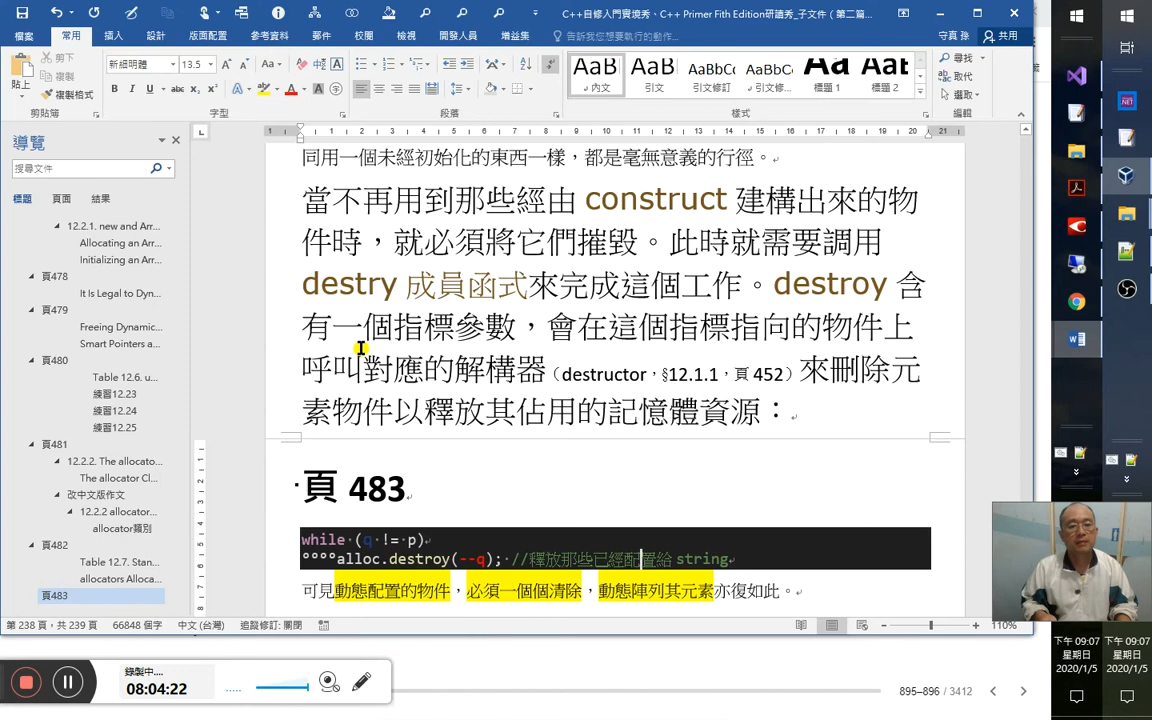 C++自修入門實境秀、C++ Primer Fifth Edition研讀秀_子文件（第二篇...
檔案 常用 插入 設計 版面配置 參考資料 郵件 校閱 檢視 開發人員 增益集 告訴我您想要執行的動作... 守真 孫 共用
貼上 剪下 複製 複製格式
新細明體 13.5
AaB AaB AaBbC AaBbCc AaB AaB
內文 引文 引文修訂 引文修... 標題 1 標題 2
尋找 取代 選取
剪貼簿 字型 段落 樣式 編輯
導覽
搜尋文件
標題 頁面 結果
12.2.1. new and Arr...
Allocating an Arr...
Initializing an Arr...
頁478
It Is Legal to Dyn...
頁479
Freeing Dynamic...
Smart Pointers a...
頁480
Table 12.6. u...
練習12.23
練習12.24
練習12.25
頁481
12.2.2. The allocato...
The allocator Cl...
改中文版作文
12.2.2 allocator...
allocator類別
頁482
Table 12.7. Stan...
allocators Alloca...
頁483
同用一個未經初始化的東西一樣，都是毫無意義的行徑。
當不再用到那些經由 construct 建構出來的物
件時，就必須將它們摧毀。此時就需要調用
destry 成員函式來完成這個工作。destroy 含
有一個指標參數，會在這個指標指向的物件上
呼叫對應的解構器（destructor，§12.1.1，頁 452）來刪除元
素物件以釋放其佔用的記憶體資源：
頁 483
while (q != p)
alloc.destroy(--q); //釋放那些已經配置給 string
可見動態配置的物件，必須一個個清除，動態陣列其元素亦復如此。
第 238 頁，共 239 頁 66848 個字 中文 (台灣) 追蹤修訂: 關閉 110%
錄製中....
08:04:22
895–896 / 3412
下午 09:07 下午 09:07
星期日 星期日
2020/1/5 2020/1/5